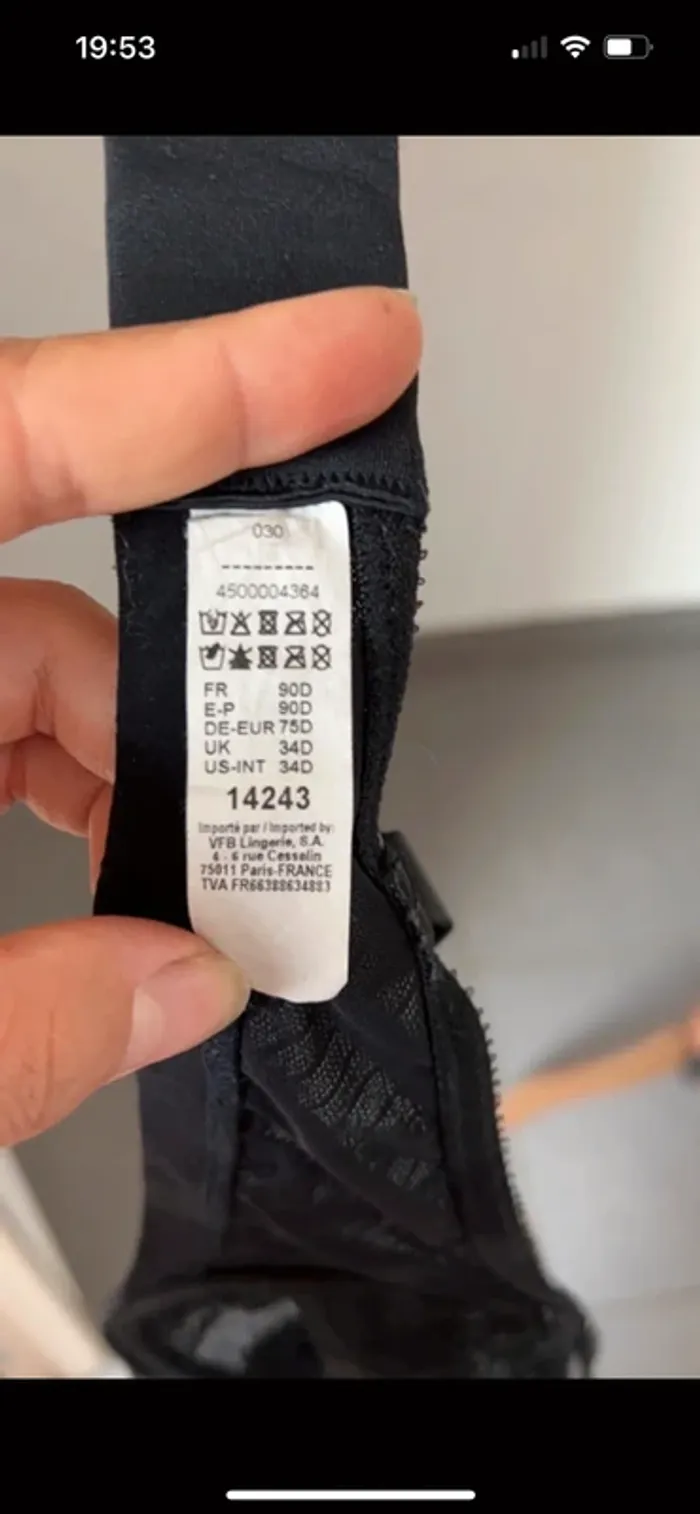 19:53
030
---------
4500004364
FR 90D
E-P 90D
DE-EUR 75D
UK 34D
US-INT 34D
14243
Importé par / Imported by:
VFB Lingerie, S.A.
4 - 6 rue Cesselin
75011 Paris-FRANCE
TVA FR66388634883